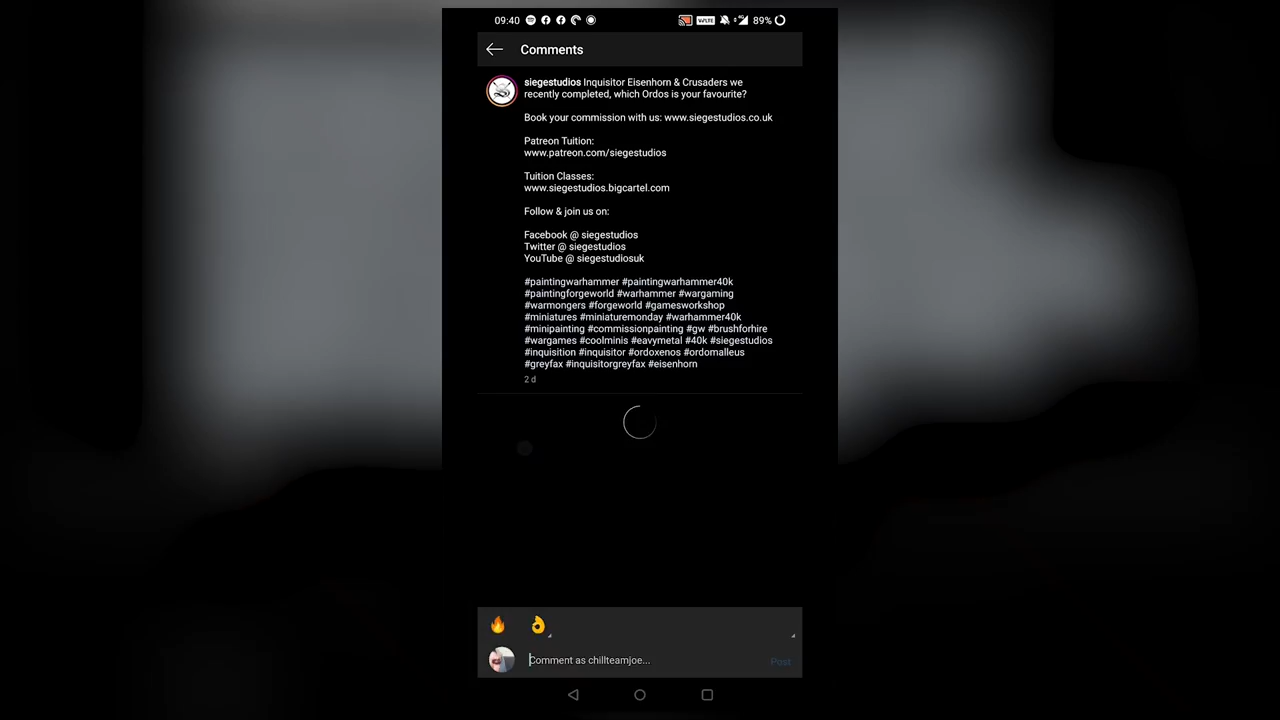 09:40 VoLTE 89%
Comments
siegestudios Inquisitor Eisenhorn & Crusaders we
recently completed, which Ordos is your favourite?
Book your commission with us: www.siegestudios.co.uk
Patreon Tuition:
www.patreon.com/siegestudios
Tuition Classes:
www.siegestudios.bigcartel.com
Follow & join us on:
Facebook @ siegestudios
Twitter @ siegestudios
YouTube @ siegestudiosuk
#paintingwarhammer #paintingwarhammer40k
#paintingforgeworld #warhammer #wargaming
#warmongers #forgeworld #gamesworkshop
#miniatures #miniaturemonday #warhammer40k
#minipainting #commissionpainting #gw #brushforhire
#wargames #coolminis #eavymetal #40k #siegestudios
#inquisition #inquisitor #ordoxenos #ordomalleus
#greyfax #inquisitorgreyfax #eisenhorn
2 d
🔥 👌
Comment as chillteamjoe... Post